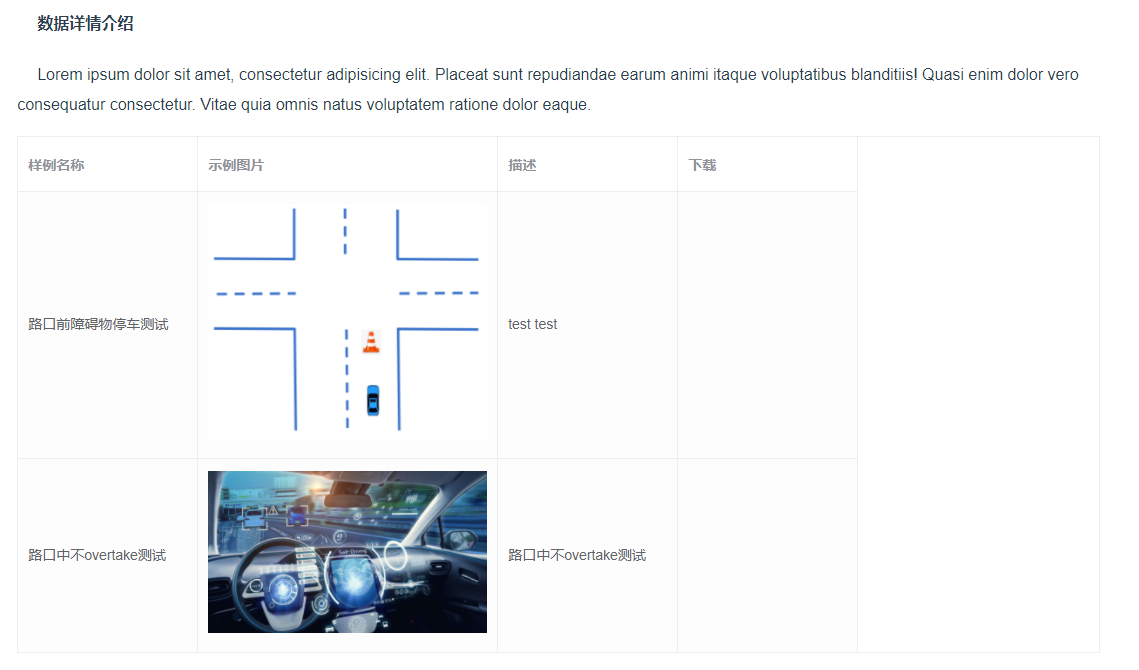 数据详情介绍
Lorem ipsum dolor sit amet, consectetur adipisicing elit. Placeat sunt repudiandae earum animi itaque voluptatibus blanditiis! Quasi enim dolor vero
consequatur consectetur. Vitae quia omnis natus voluptatem ratione dolor eaque.
样例名称 示例图片 描述 下载
路口前障碍物停车测试 test test
Self-Driving
路口中不overtake测试 路口中不overtake测试